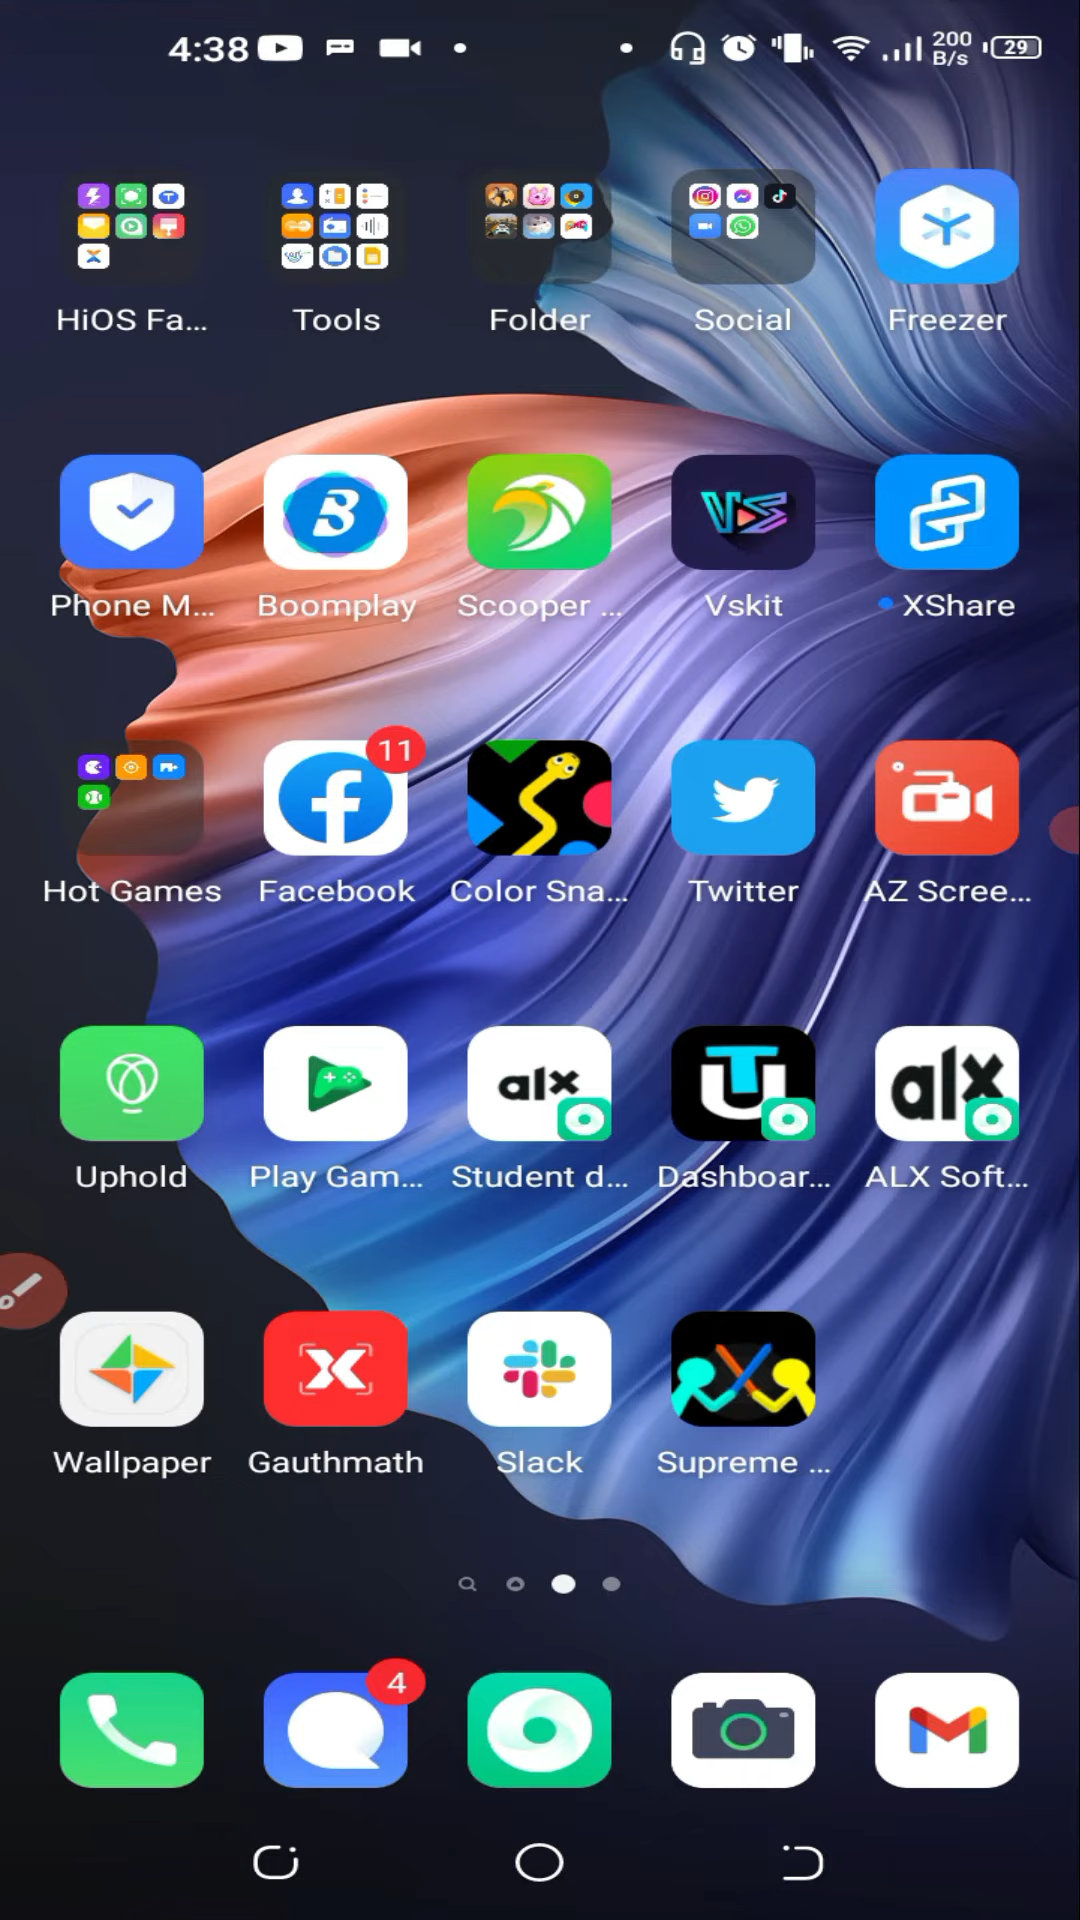 4:38 200 B/s 29
HiOS Fa... Tools Folder Social Freezer
Phone M... Boomplay Scooper ... Vskit XShare
11
Hot Games Facebook Color Sna... Twitter AZ Scree...
alx alx
Uphold Play Gam... Student d... Dashboar... ALX Soft...
Wallpaper Gauthmath Slack Supreme ...
4